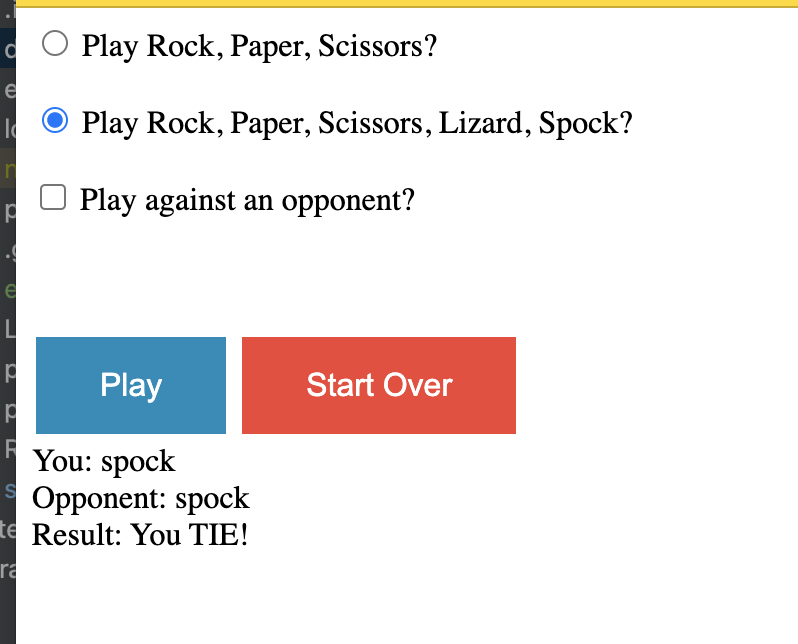 Play Rock, Paper, Scissors?
Play Rock, Paper, Scissors, Lizard, Spock?
Play against an opponent?
Play Start Over
You: spock
Opponent: spock
Result: You TIE!